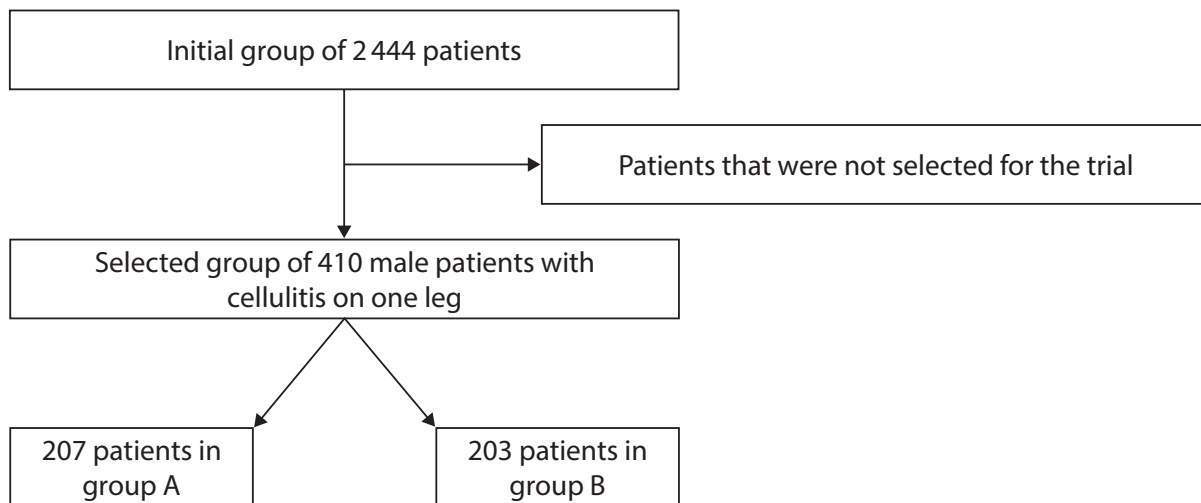 Initial group of 2 444 patients
Patients that were not selected for the trial
Selected group of 410 male patients with
cellulitis on one leg
207 patients in
group A
203 patients in
group B